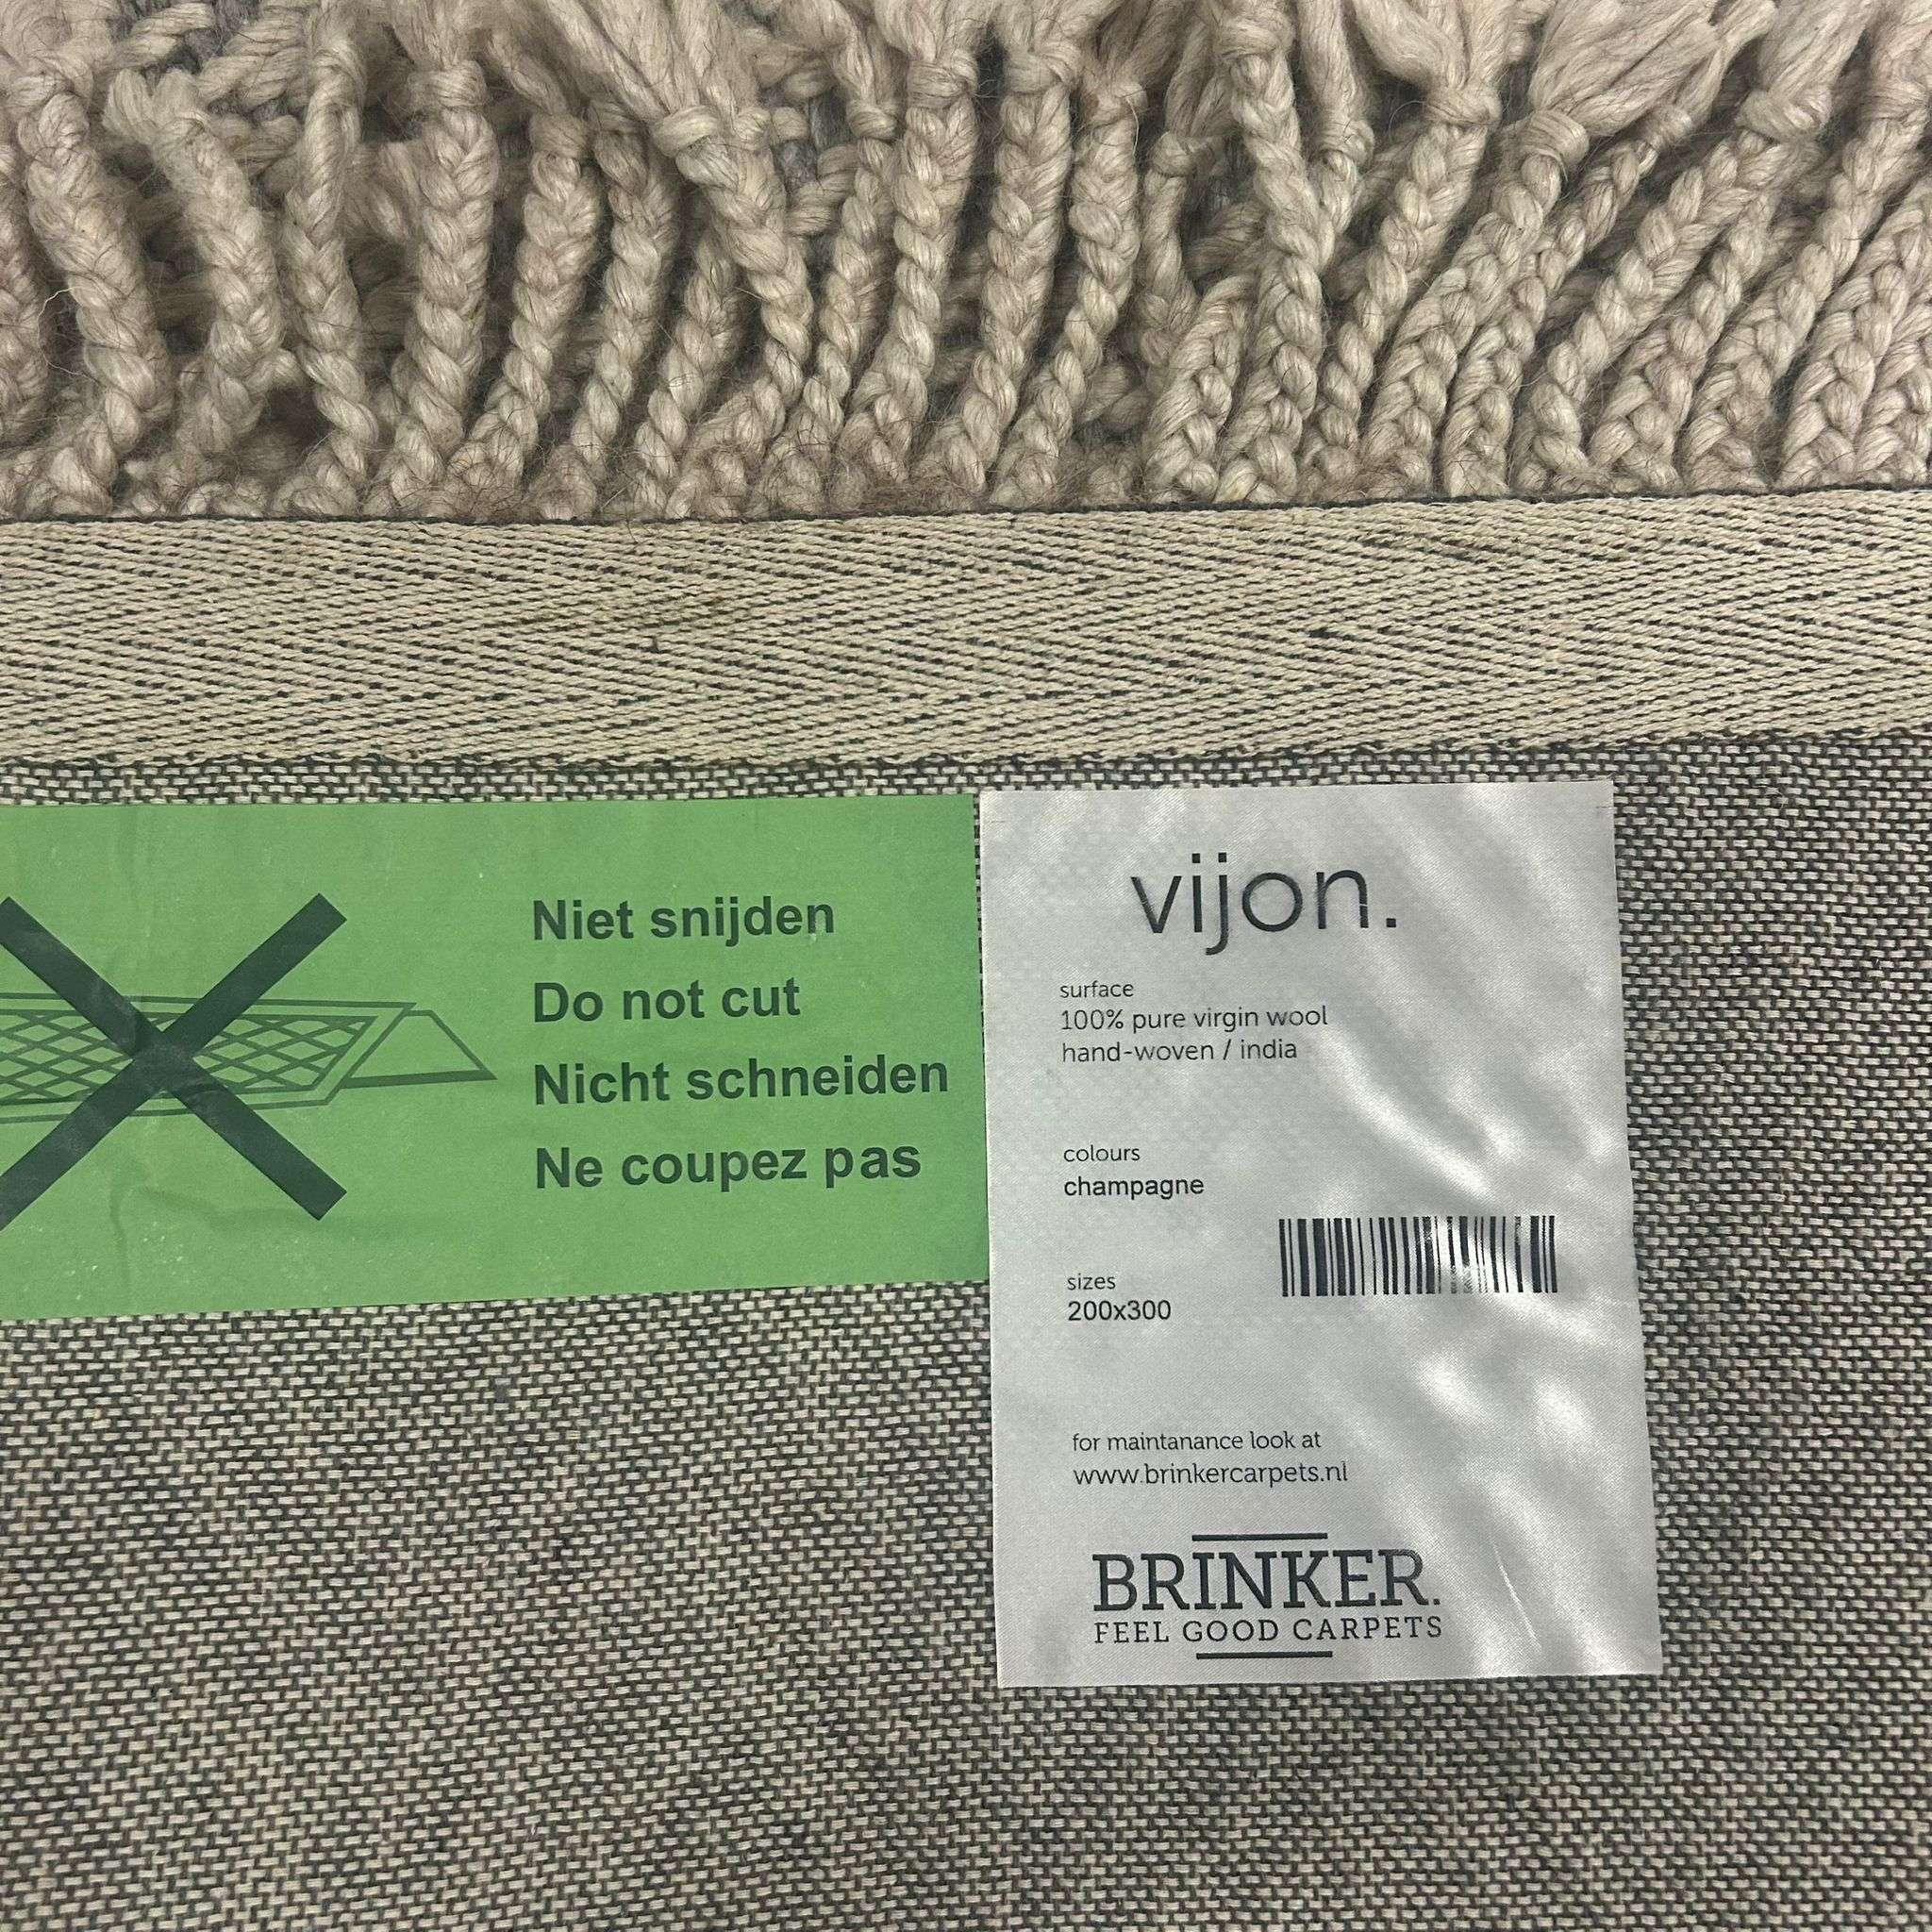 Niet snijden
Do not cut
Nicht schneiden
Ne coupez pas
vijon.
surface
100% pure virgin wool
hand-woven / india
colours
champagne
sizes
200x300
for maintanance look at
www.brinkercarpets.nl
BRINKER.
FEEL GOOD CARPETS